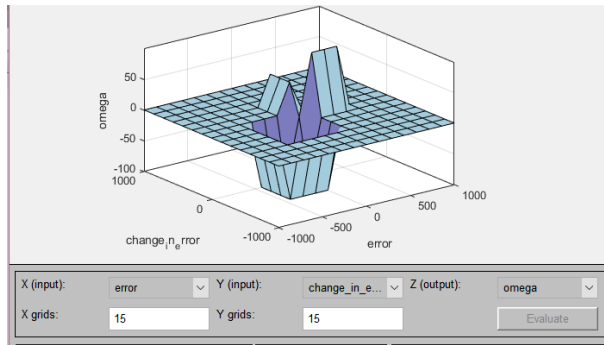 50
0
-50
-100
1000
0
-1000
-1000
-500
0
500
1000
omega
change_in_error
error
X (input): error Y (input): change_in_e... Z (output): omega
X grids: 15 Y grids: 15 Evaluate